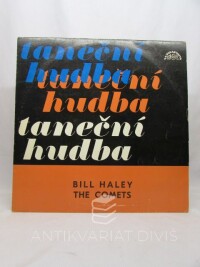 taneční
hudba
taneční
hudba
taneční
hudba
BILL HALEY
THE COMETS
ANTIKVARIÁT DIVIŠ